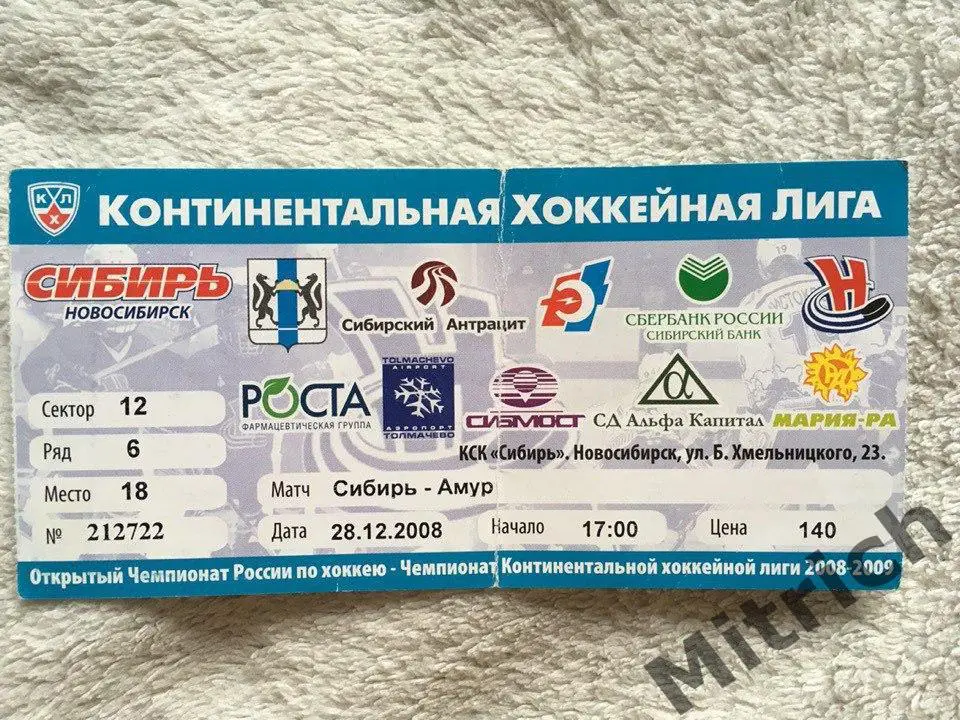 КХЛ
КОНТИНЕНТАЛЬНАЯ ХОККЕЙНАЯ ЛИГА
СИБИРЬ
НОВОСИБИРСК
Сибирский Антрацит
СБЕРБАНК РОССИИ
СИБИРСКИЙ БАНК
Н
РОСТА
ФАРМАЦЕВТИЧЕСКАЯ ГРУППА
TOLMACHEVO
AIRPORT
АЭРОПОРТ
ТОЛМАЧЕВО
СИБМОСТ
СД Альфа Капитал
МАРИЯ-РА
КСК «Сибирь». Новосибирск, ул. Б. Хмельницкого, 23.
Сектор 12
Ряд 6
Место 18
№ 212722
Матч Сибирь - Амур
Дата 28.12.2008 Начало 17:00 Цена 140
Открытый Чемпионат России по хоккею - Чемпионат Континентальной хоккейной лиги 2008-2009
Mitrich